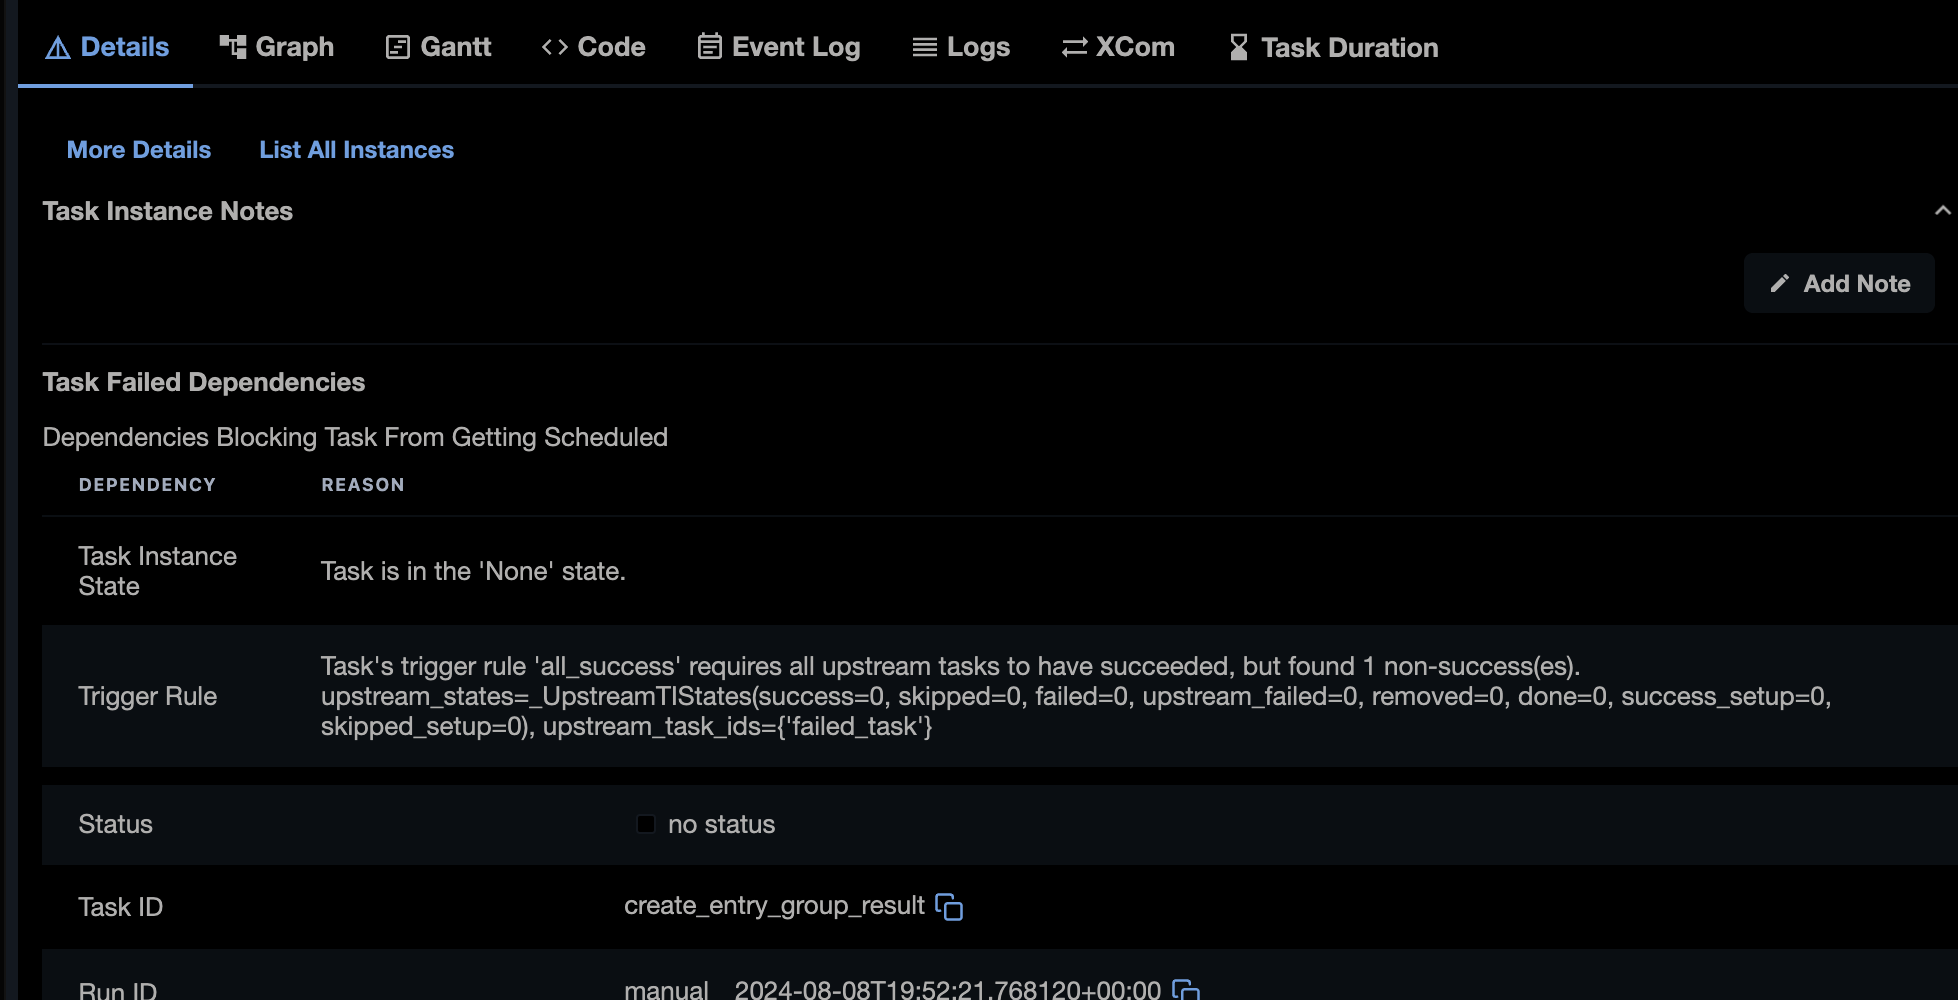 Details Graph Gantt Code Event Log Logs XCom Task Duration
More Details List All Instances
Task Instance Notes
Add Note
Task Failed Dependencies
Dependencies Blocking Task From Getting Scheduled
DEPENDENCY REASON
Task Instance
State
Task is in the 'None' state.
Trigger Rule
Task's trigger rule 'all_success' requires all upstream tasks to have succeeded, but found 1 non-success(es).
upstream_states=_UpstreamTIStates(success=0, skipped=0, failed=0, upstream_failed=0, removed=0, done=0, success_setup=0,
skipped_setup=0), upstream_task_ids={'failed_task'}
Status no status
Task ID create_entry_group_result
Run ID manual__2024-08-08T19:52:21.768120+00:00